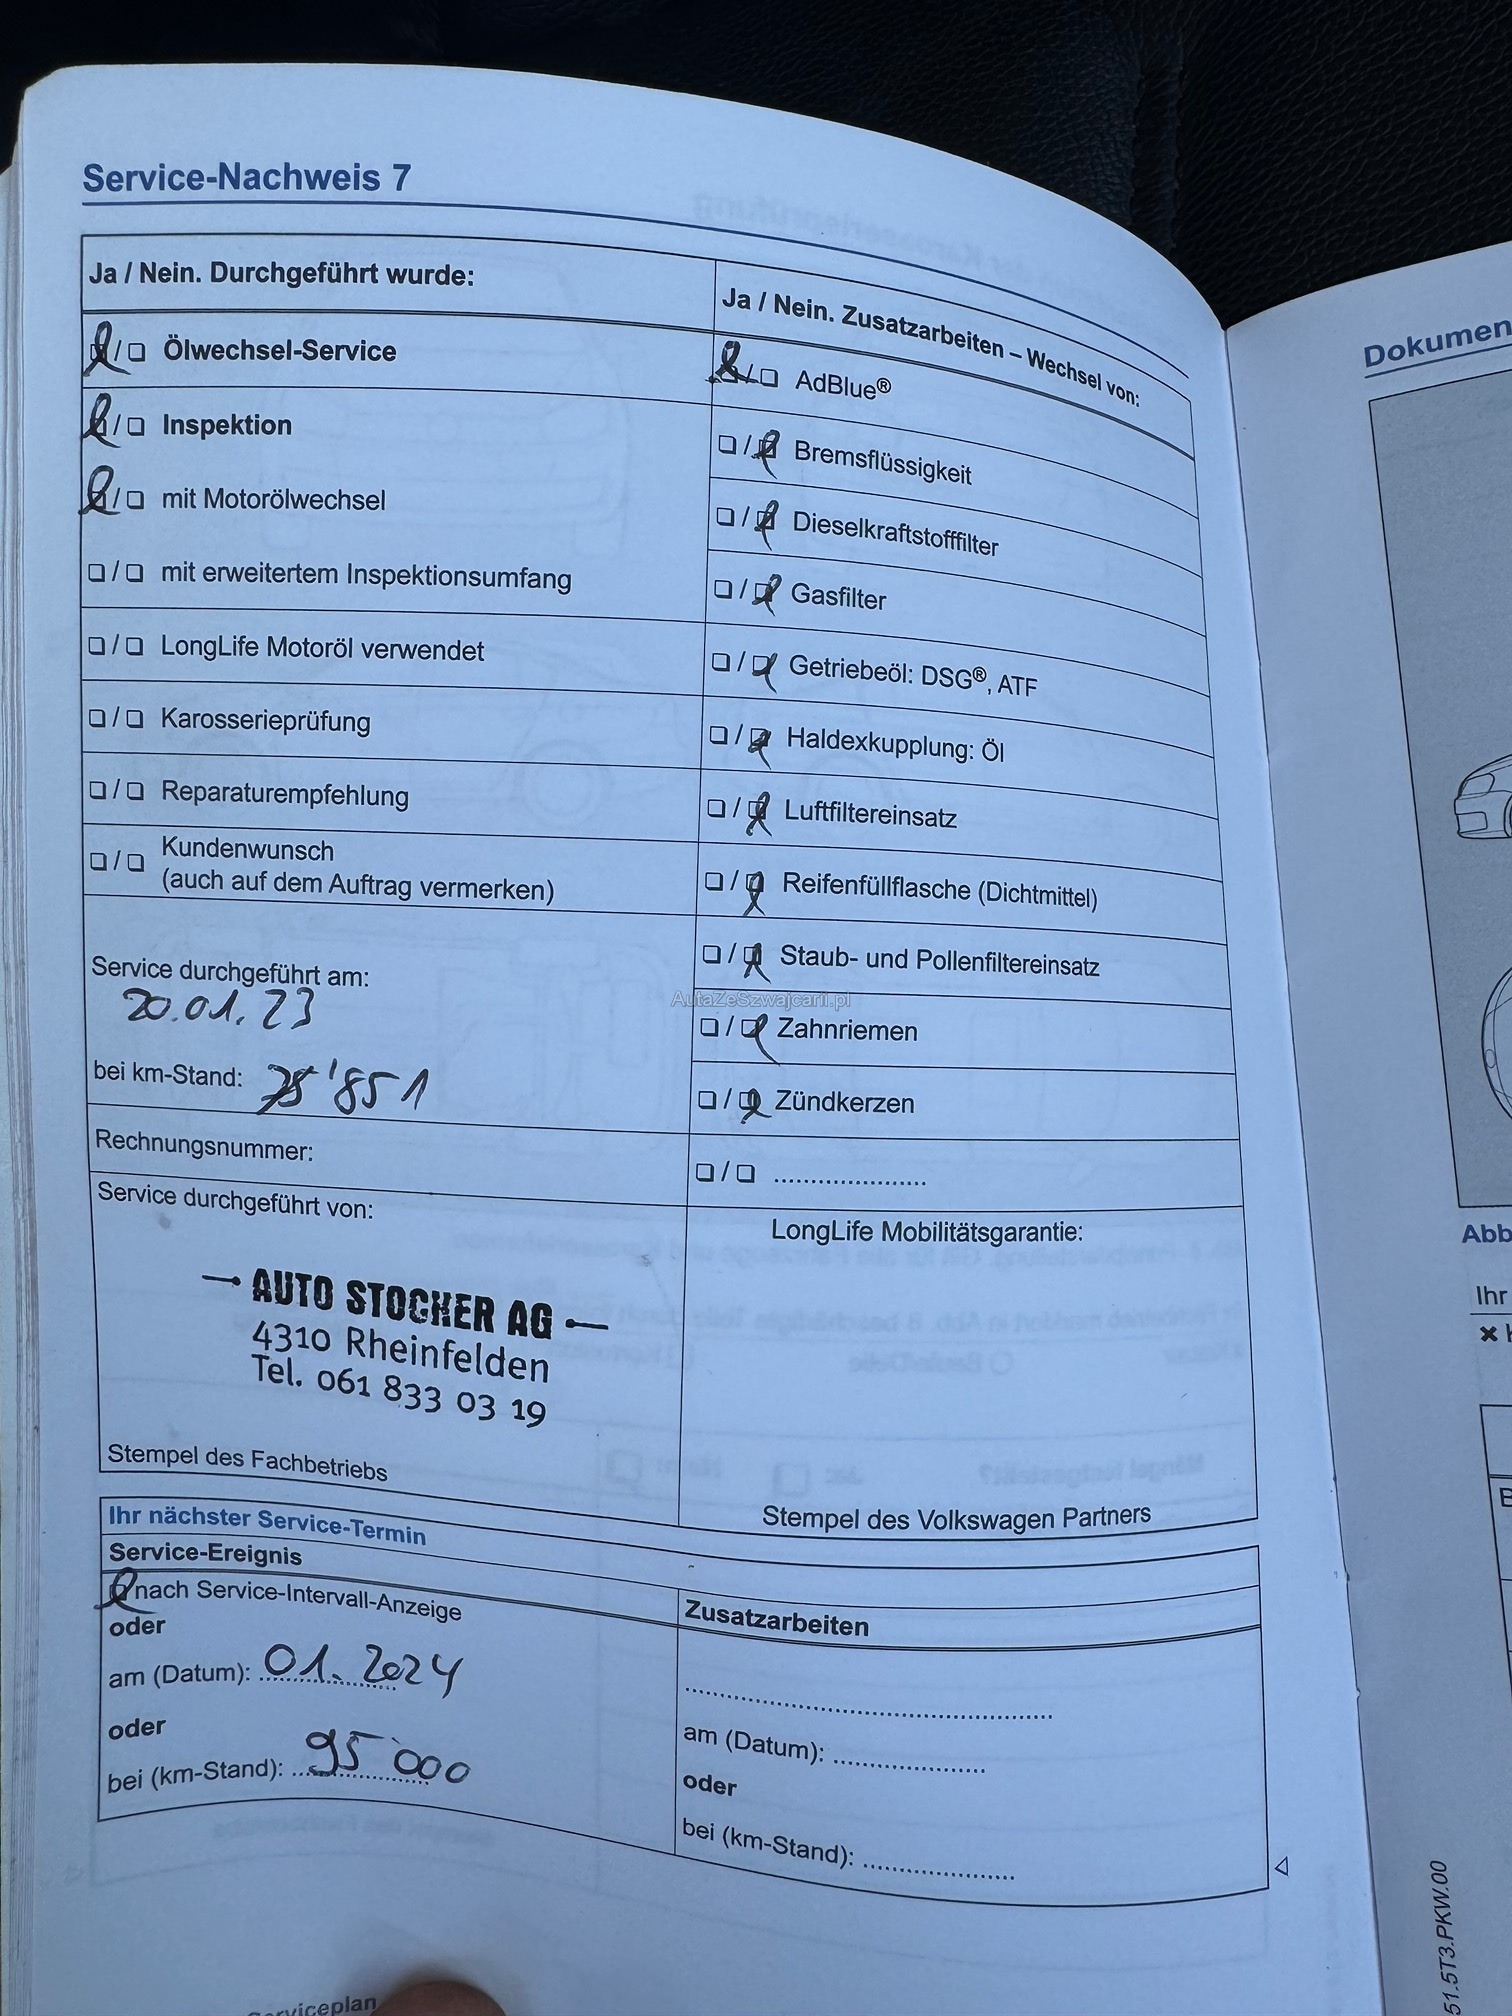 Service-Nachweis 7
Ja / Nein. Durchgeführt wurde:
❏ / ❏ Ölwechsel-Service
❏ / ❏ Inspektion
❏ / ❏ mit Motorölwechsel
❏ / ❏ mit erweitertem Inspektionsumfang
❏ / ❏ LongLife Motoröl verwendet
❏ / ❏ Karosserieprüfung
❏ / ❏ Reparaturempfehlung
❏ / ❏ Kundenwunsch
(auch auf dem Auftrag vermerken)
Service durchgeführt am:
20.01.23
bei km-Stand: '851
Rechnungsnummer:
Service durchgeführt von:
AUTO STOCHER AG
4310 Rheinfelden
Tel. 061 833 03 19
Stempel des Fachbetriebs
Ja / Nein. Zusatzarbeiten – Wechsel von:
❏ / ❏ AdBlue®
❏ / ❏ Bremsflüssigkeit
❏ / ❏ Dieselkraftstofffilter
❏ / ❏ Gasfilter
❏ / ❏ Getriebeöl: DSG®, ATF
❏ / ❏ Haldexkupplung: Öl
❏ / ❏ Luftfiltereinsatz
❏ / ❏ Reifenfüllflasche (Dichtmittel)
❏ / ❏ Staub- und Pollenfiltereinsatz
AutaZeSzwajcarii.pl
❏ / ❏ Zahnriemen
❏ / ❏ Zündkerzen
❏ / ❏ ......................
LongLife Mobilitätsgarantie:
Stempel des Volkswagen Partners
Ihr nächster Service-Termin
Service-Ereignis
❏ nach Service-Intervall-Anzeige
oder
am (Datum): 01.2024
oder
bei (km-Stand): 95'000
Zusatzarbeiten
am (Datum): ................
oder
bei (km-Stand): ................
Serviceplan
Dokumen
Abb
Ihr
51.5T3.PKW.00